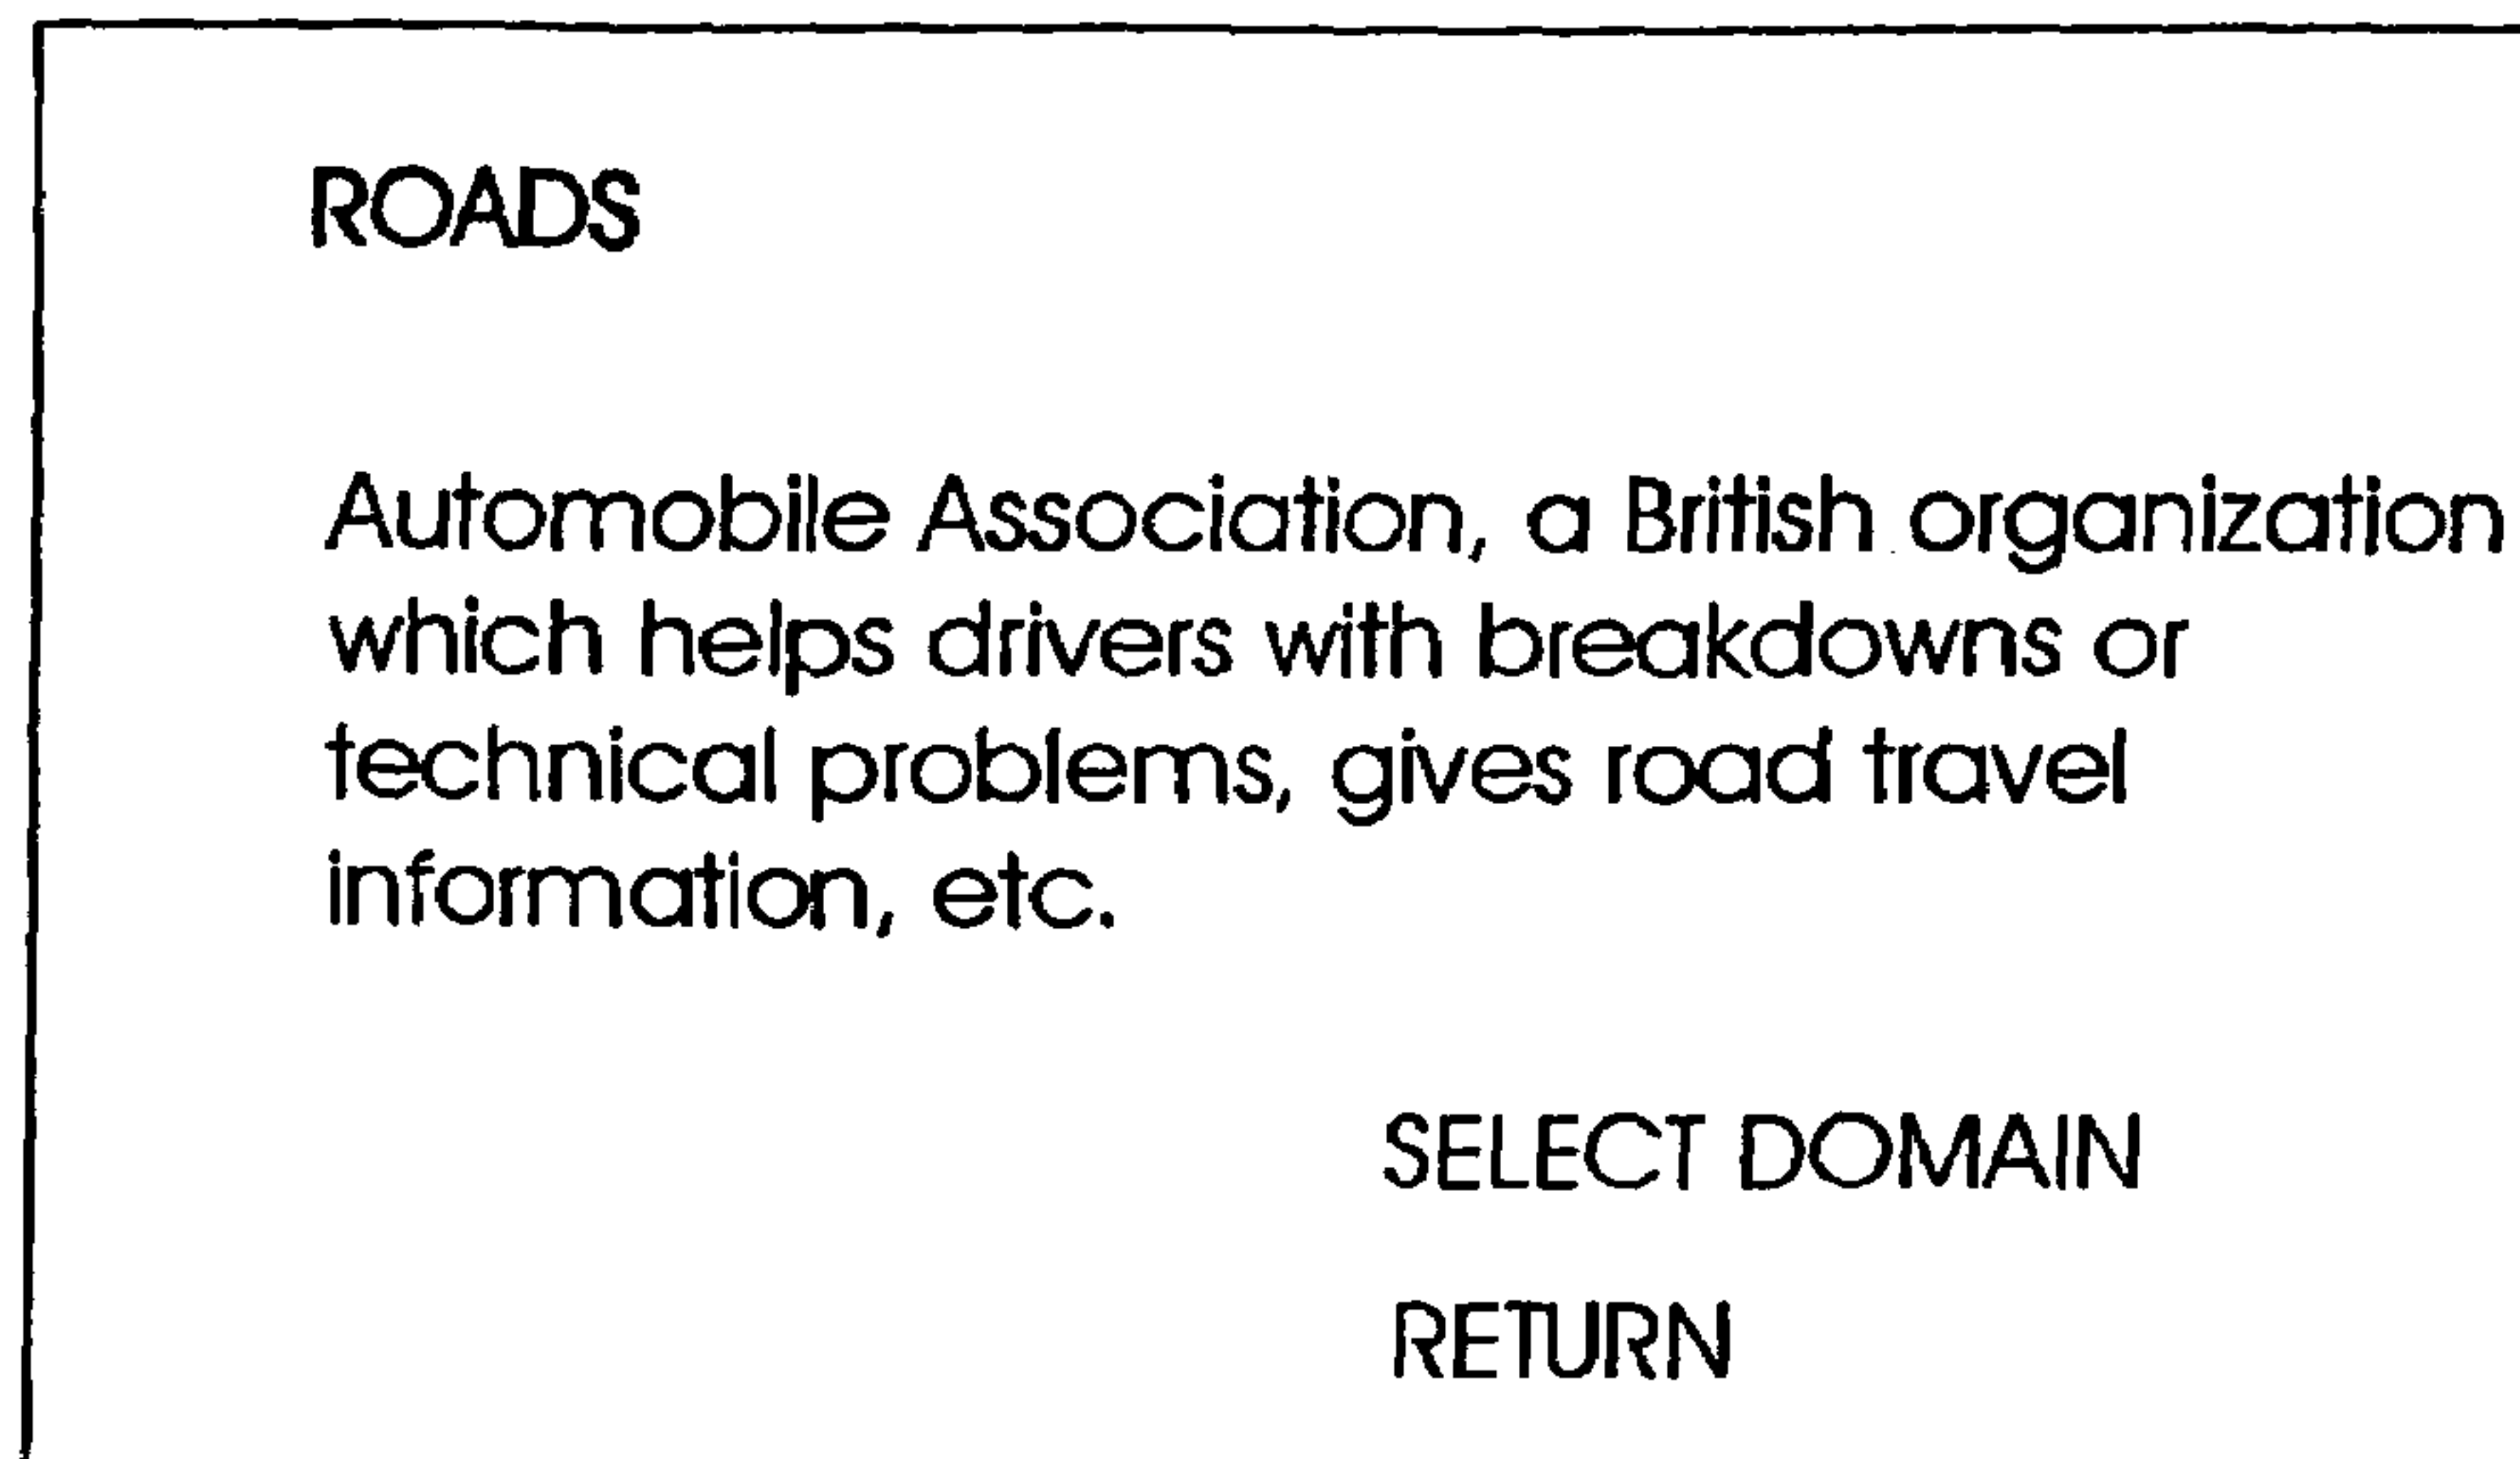 ROADS
Automobile Association, a British organization
which helps drivers with breakdowns or
technical problems, gives road travel
information, etc.
SELECT DOMAIN
RETURN